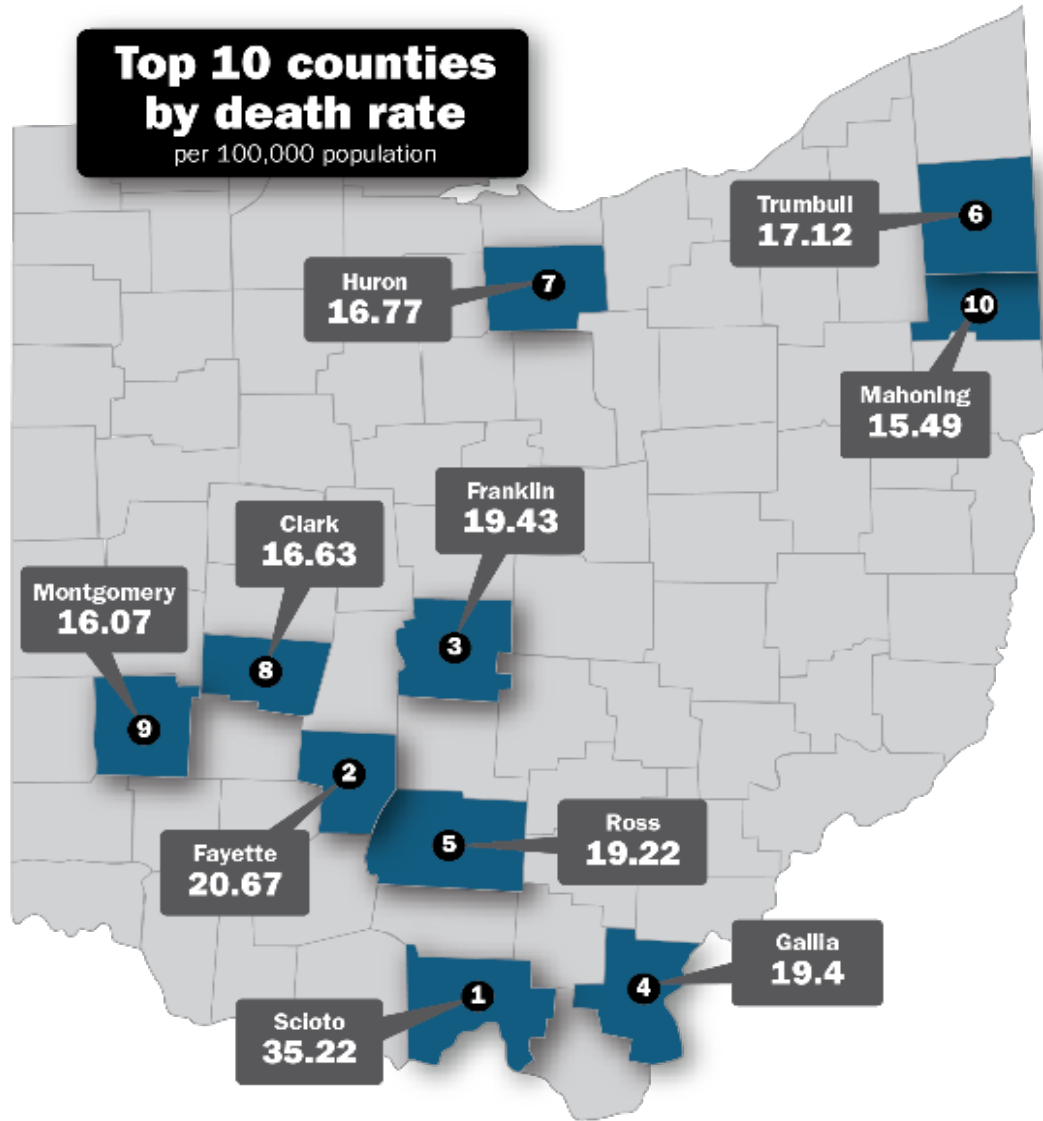 Top 10 counties
by death rate
per 100,000 population
Trumbull
17.12
6
Huron
16.77
7
10
Mahoning
15.49
Franklin
19.43
Clark
16.63
Montgomery
16.07
3
8
9
2
Fayette
20.67
5
Ross
19.22
Gallia
19.4
4
1
Scioto
35.22